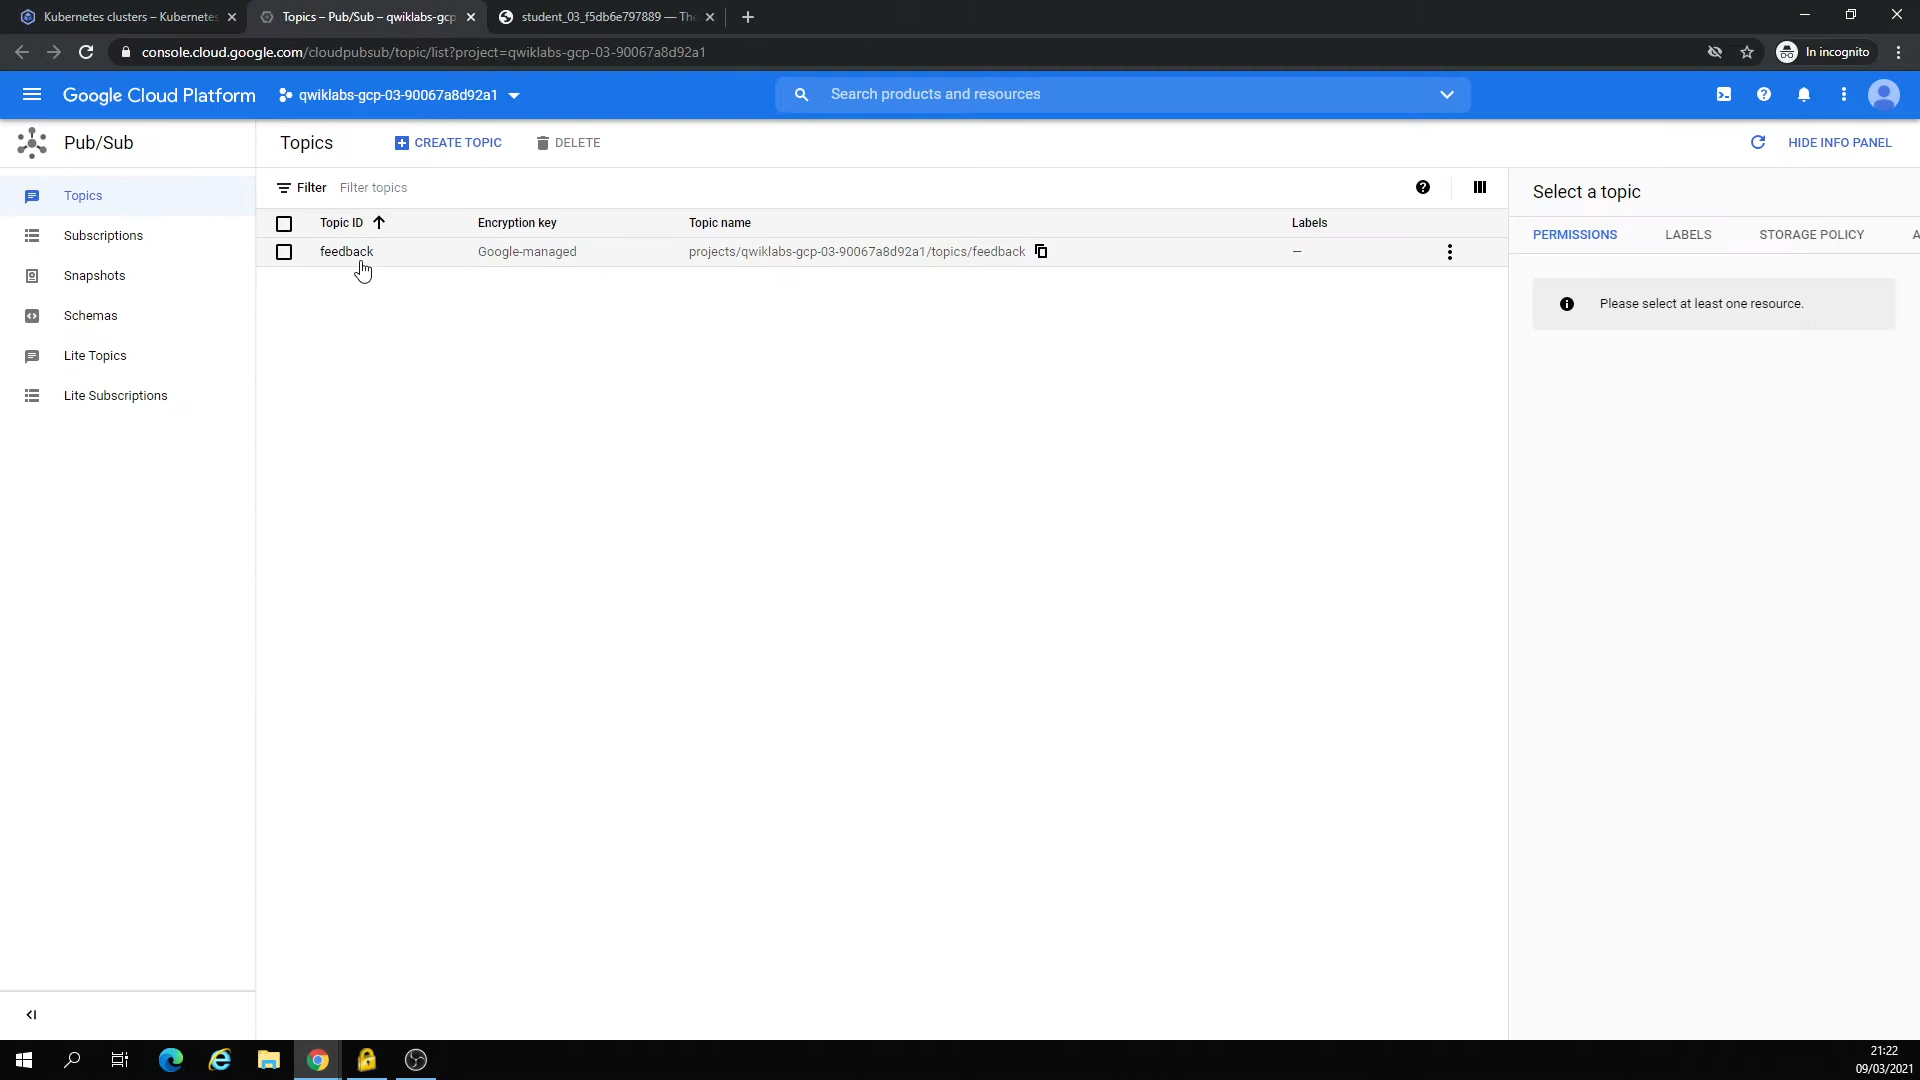 Kubernetes clusters – Kubernetes
Topics – Pub/Sub – qwiklabs-gcp
student_03_f5db6e797889 — The
console.cloud.google.com/cloudpubsub/topic/list?project=qwiklabs-gcp-03-90067a8d92a1
In incognito
Google Cloud Platform
qwiklabs-gcp-03-90067a8d92a1
Search products and resources
Pub/Sub
Topics
CREATE TOPIC
DELETE
HIDE INFO PANEL
Topics
Subscriptions
Snapshots
Schemas
Lite Topics
Lite Subscriptions
Filter
Filter topics
Topic ID
Encryption key
Topic name
Labels
feedback
Google-managed
projects/qwiklabs-gcp-03-90067a8d92a1/topics/feedback
—
Select a topic
PERMISSIONS
LABELS
STORAGE POLICY
A
Please select at least one resource.
21:22
09/03/2021